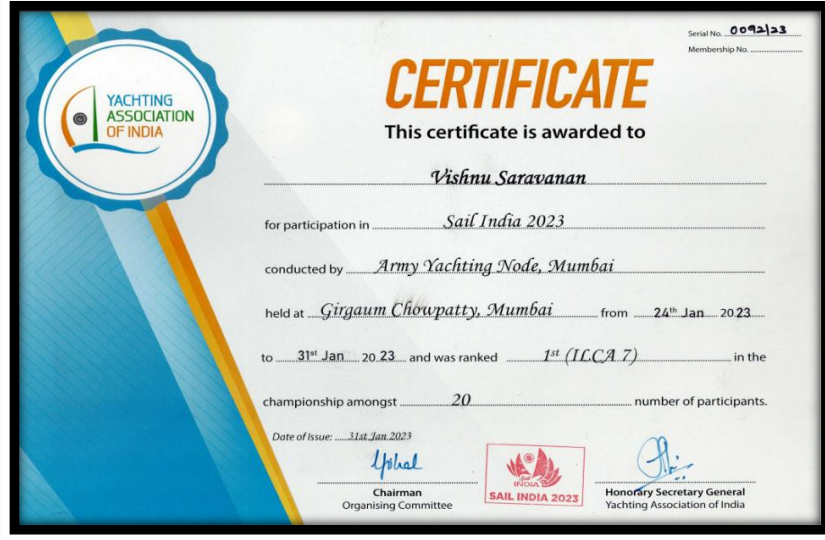 Serial No. 0092/23
Membership No.
YACHTING
ASSOCIATION
OF INDIA
CERTIFICATE
This certificate is awarded to
Vishnu Saravanan
for participation in Sail India 2023
conducted by Army Yachting Node, Mumbai
held at Girgaum Chowpatty, Mumbai from 24th Jan 2023
to 31st Jan 2023 and was ranked 1st (ILCA 7) in the
championship amongst 20 number of participants.
Date of Issue: 31st Jan 2023
INDIA
SAIL INDIA 2023
Chairman
Organising Committee
Honorary Secretary General
Yachting Association of India